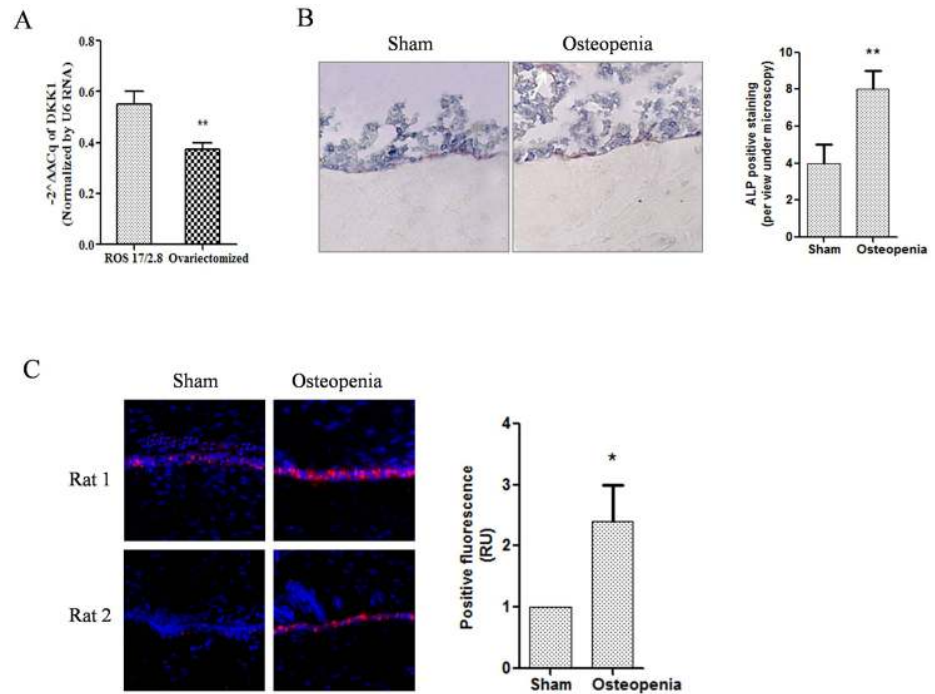 A
-2^ΔΔCq of DKK1
(Normalized by U6 RNA)
0.8
0.6
0.4
0.2
0.0
**
ROS 17/2.8 Ovariectomized
B
Sham Osteopenia
ALP positive staining
(per view under microscopy)
10
8
6
4
2
0
**
Sham Osteopenia
C
Sham Osteopenia
Rat 1
Rat 2
Positive fluorescence
(RU)
4
3
2
1
0
*
Sham Osteopenia